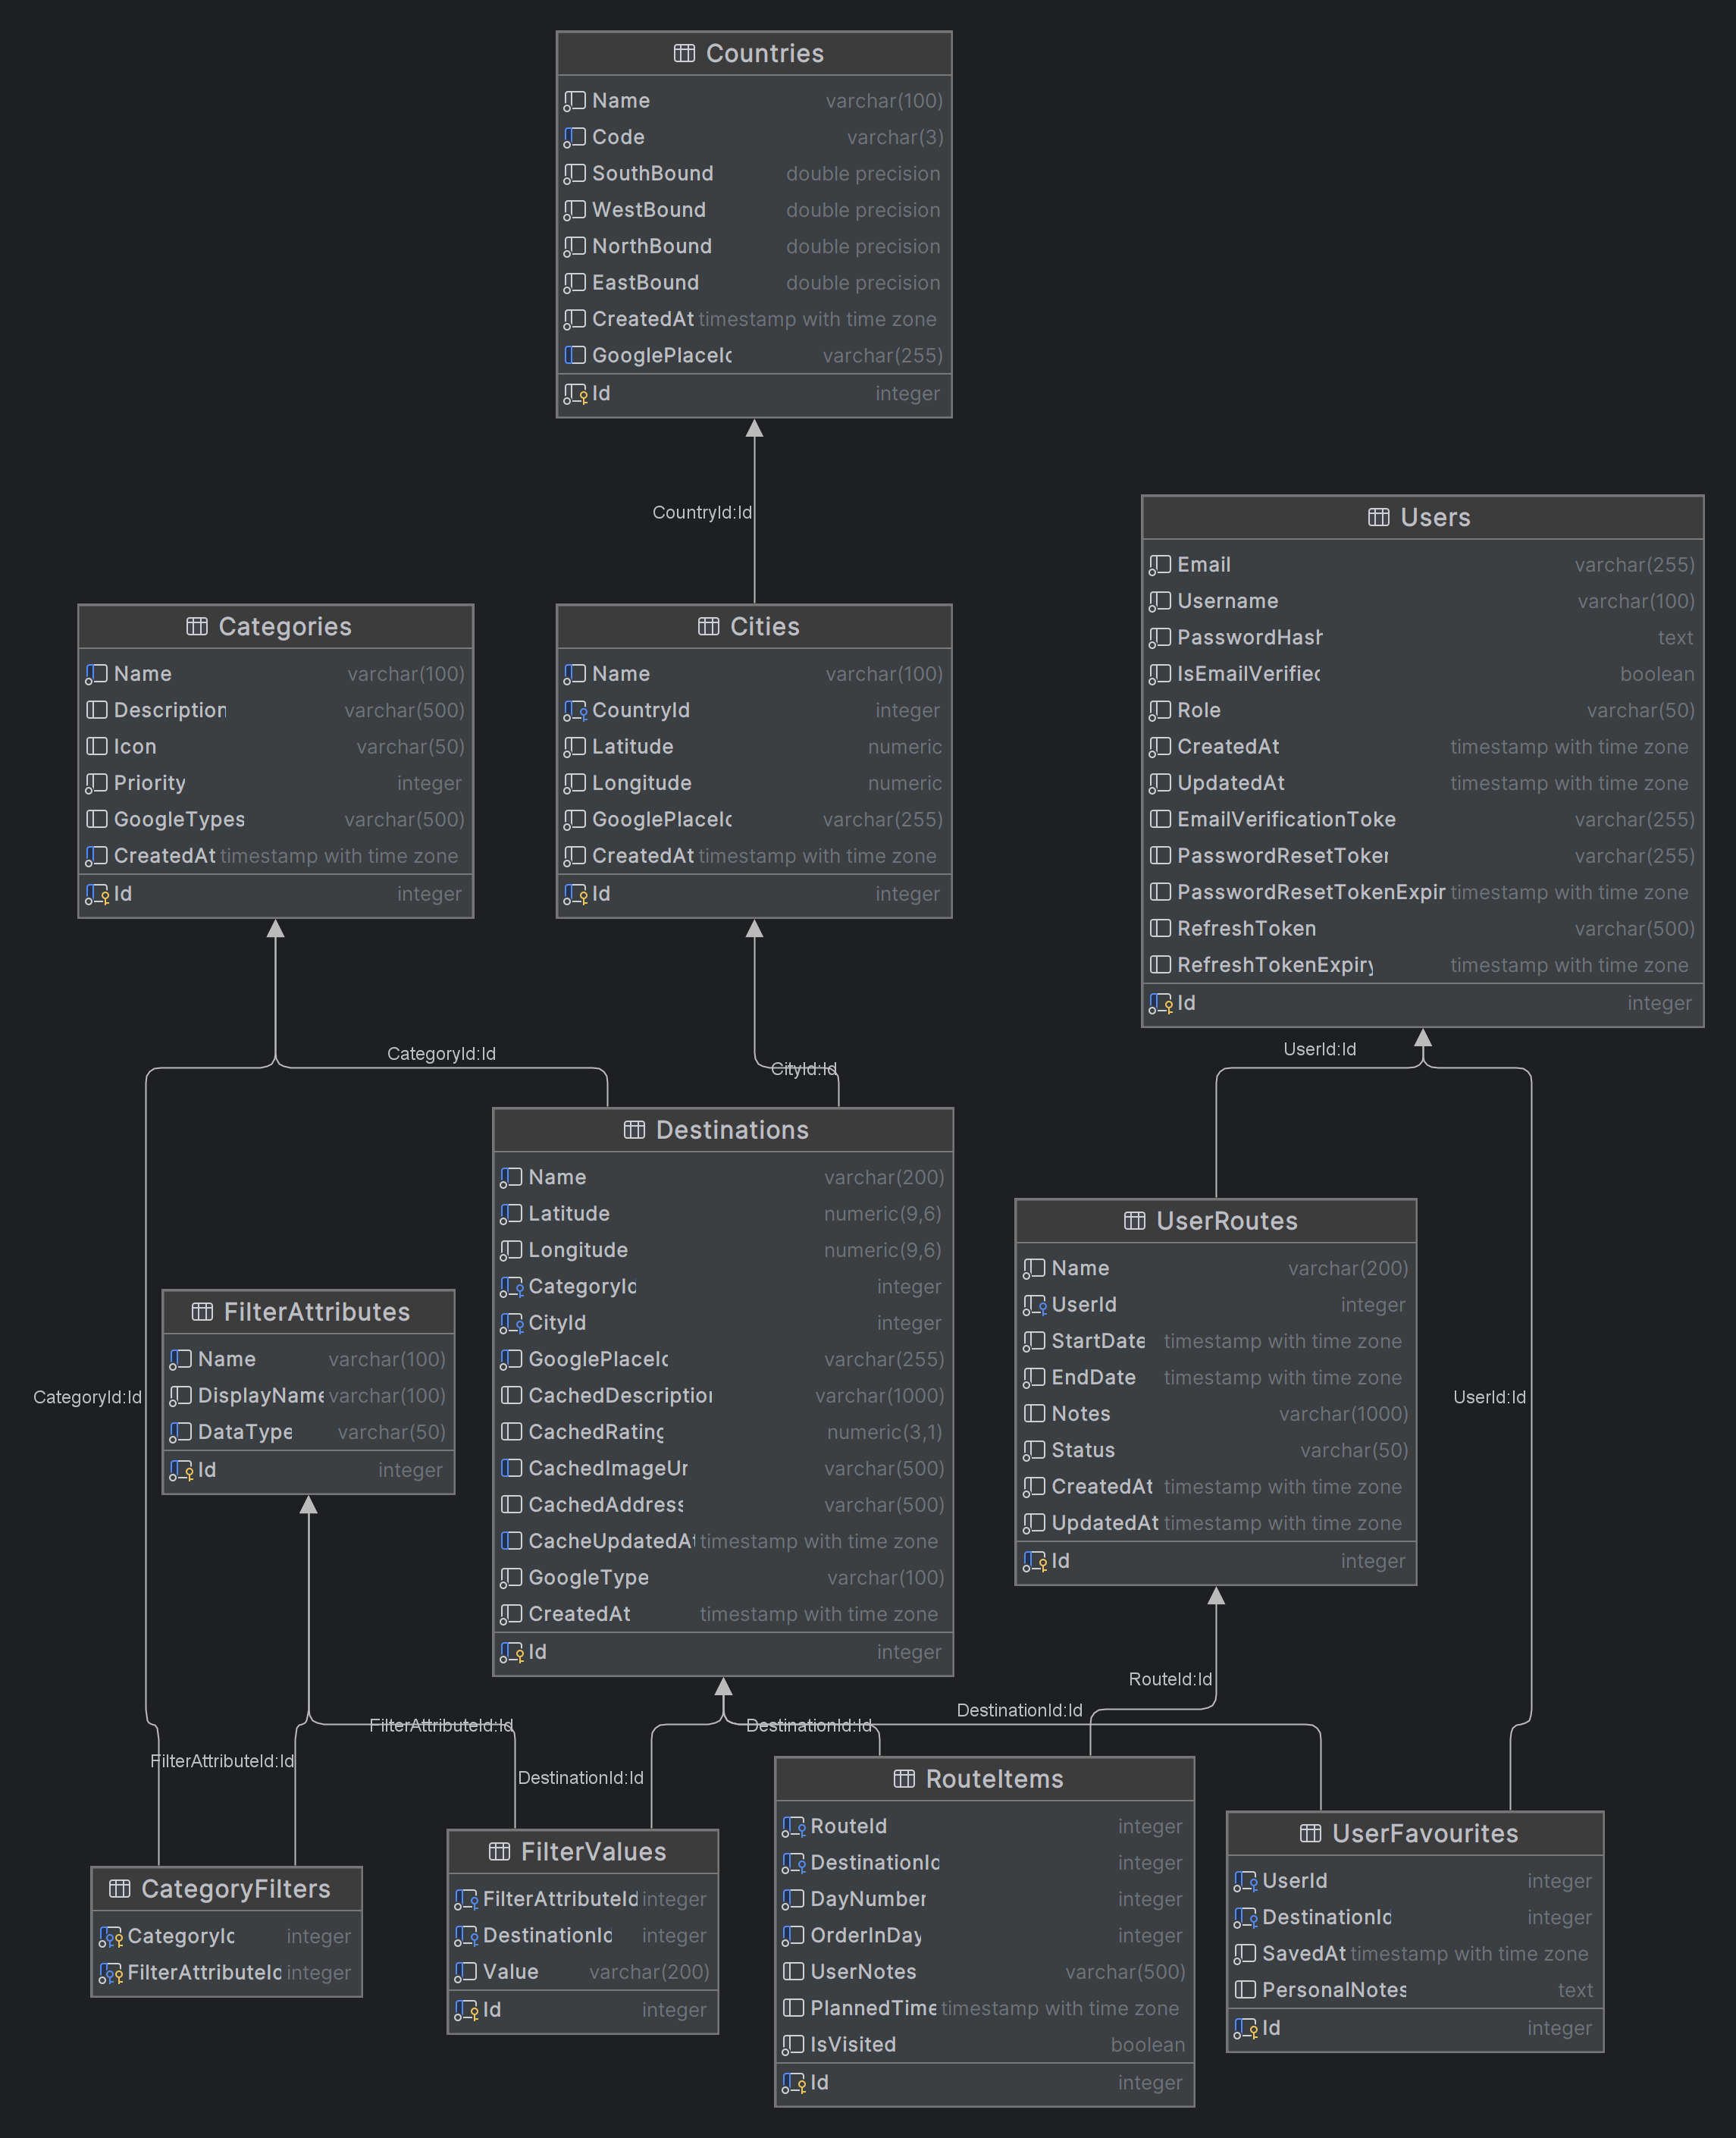 Countries
Name varchar(100)
Code varchar(3)
SouthBound double precision
WestBound double precision
NorthBound double precision
EastBound double precision
CreatedAt timestamp with time zone
GooglePlaceIc varchar(255)
Id integer
CountryId:Id
Users
Email varchar(255)
Username varchar(100)
PasswordHash text
IsEmailVerified boolean
Role varchar(50)
CreatedAt timestamp with time zone
UpdatedAt timestamp with time zone
EmailVerificationToke varchar(255)
PasswordResetToken varchar(255)
PasswordResetTokenExpir timestamp with time zone
RefreshToken varchar(500)
RefreshTokenExpiry timestamp with time zone
Id integer
Categories
Name varchar(100)
Description varchar(500)
Icon varchar(50)
Priority integer
GoogleTypes varchar(500)
CreatedAt timestamp with time zone
Id integer
Cities
Name varchar(100)
CountryId integer
Latitude numeric
Longitude numeric
GooglePlaceIc varchar(255)
CreatedAt timestamp with time zone
Id integer
CategoryId:Id
CityId:Id
UserId:Id
Destinations
Name varchar(200)
Latitude numeric(9,6)
Longitude numeric(9,6)
CategoryId integer
CityId integer
GooglePlaceIc varchar(255)
CachedDescription varchar(1000)
CachedRating numeric(3,1)
CachedImageUr varchar(500)
CachedAddress varchar(500)
CacheUpdatedAt timestamp with time zone
GoogleType varchar(100)
CreatedAt timestamp with time zone
Id integer
UserRoutes
Name varchar(200)
UserId integer
StartDate timestamp with time zone
EndDate timestamp with time zone
Notes varchar(1000)
Status varchar(50)
CreatedAt timestamp with time zone
UpdatedAt timestamp with time zone
Id integer
FilterAttributes
Name varchar(100)
DisplayName varchar(100)
DataType varchar(50)
Id integer
CategoryId:Id
UserId:Id
RouteId:Id
DestinationId:Id
FilterAttributeId:Id
DestinationId:Id
FilterAttributeId:Id
DestinationId:Id
RouteItems
RouteId integer
DestinationId integer
DayNumber integer
OrderInDay integer
UserNotes varchar(500)
PlannedTime timestamp with time zone
IsVisited boolean
Id integer
UserFavourites
UserId integer
DestinationId integer
SavedAt timestamp with time zone
PersonalNotes text
Id integer
FilterValues
FilterAttributeId integer
DestinationId integer
Value varchar(200)
Id integer
CategoryFilters
CategoryIc integer
FilterAttributeIc integer